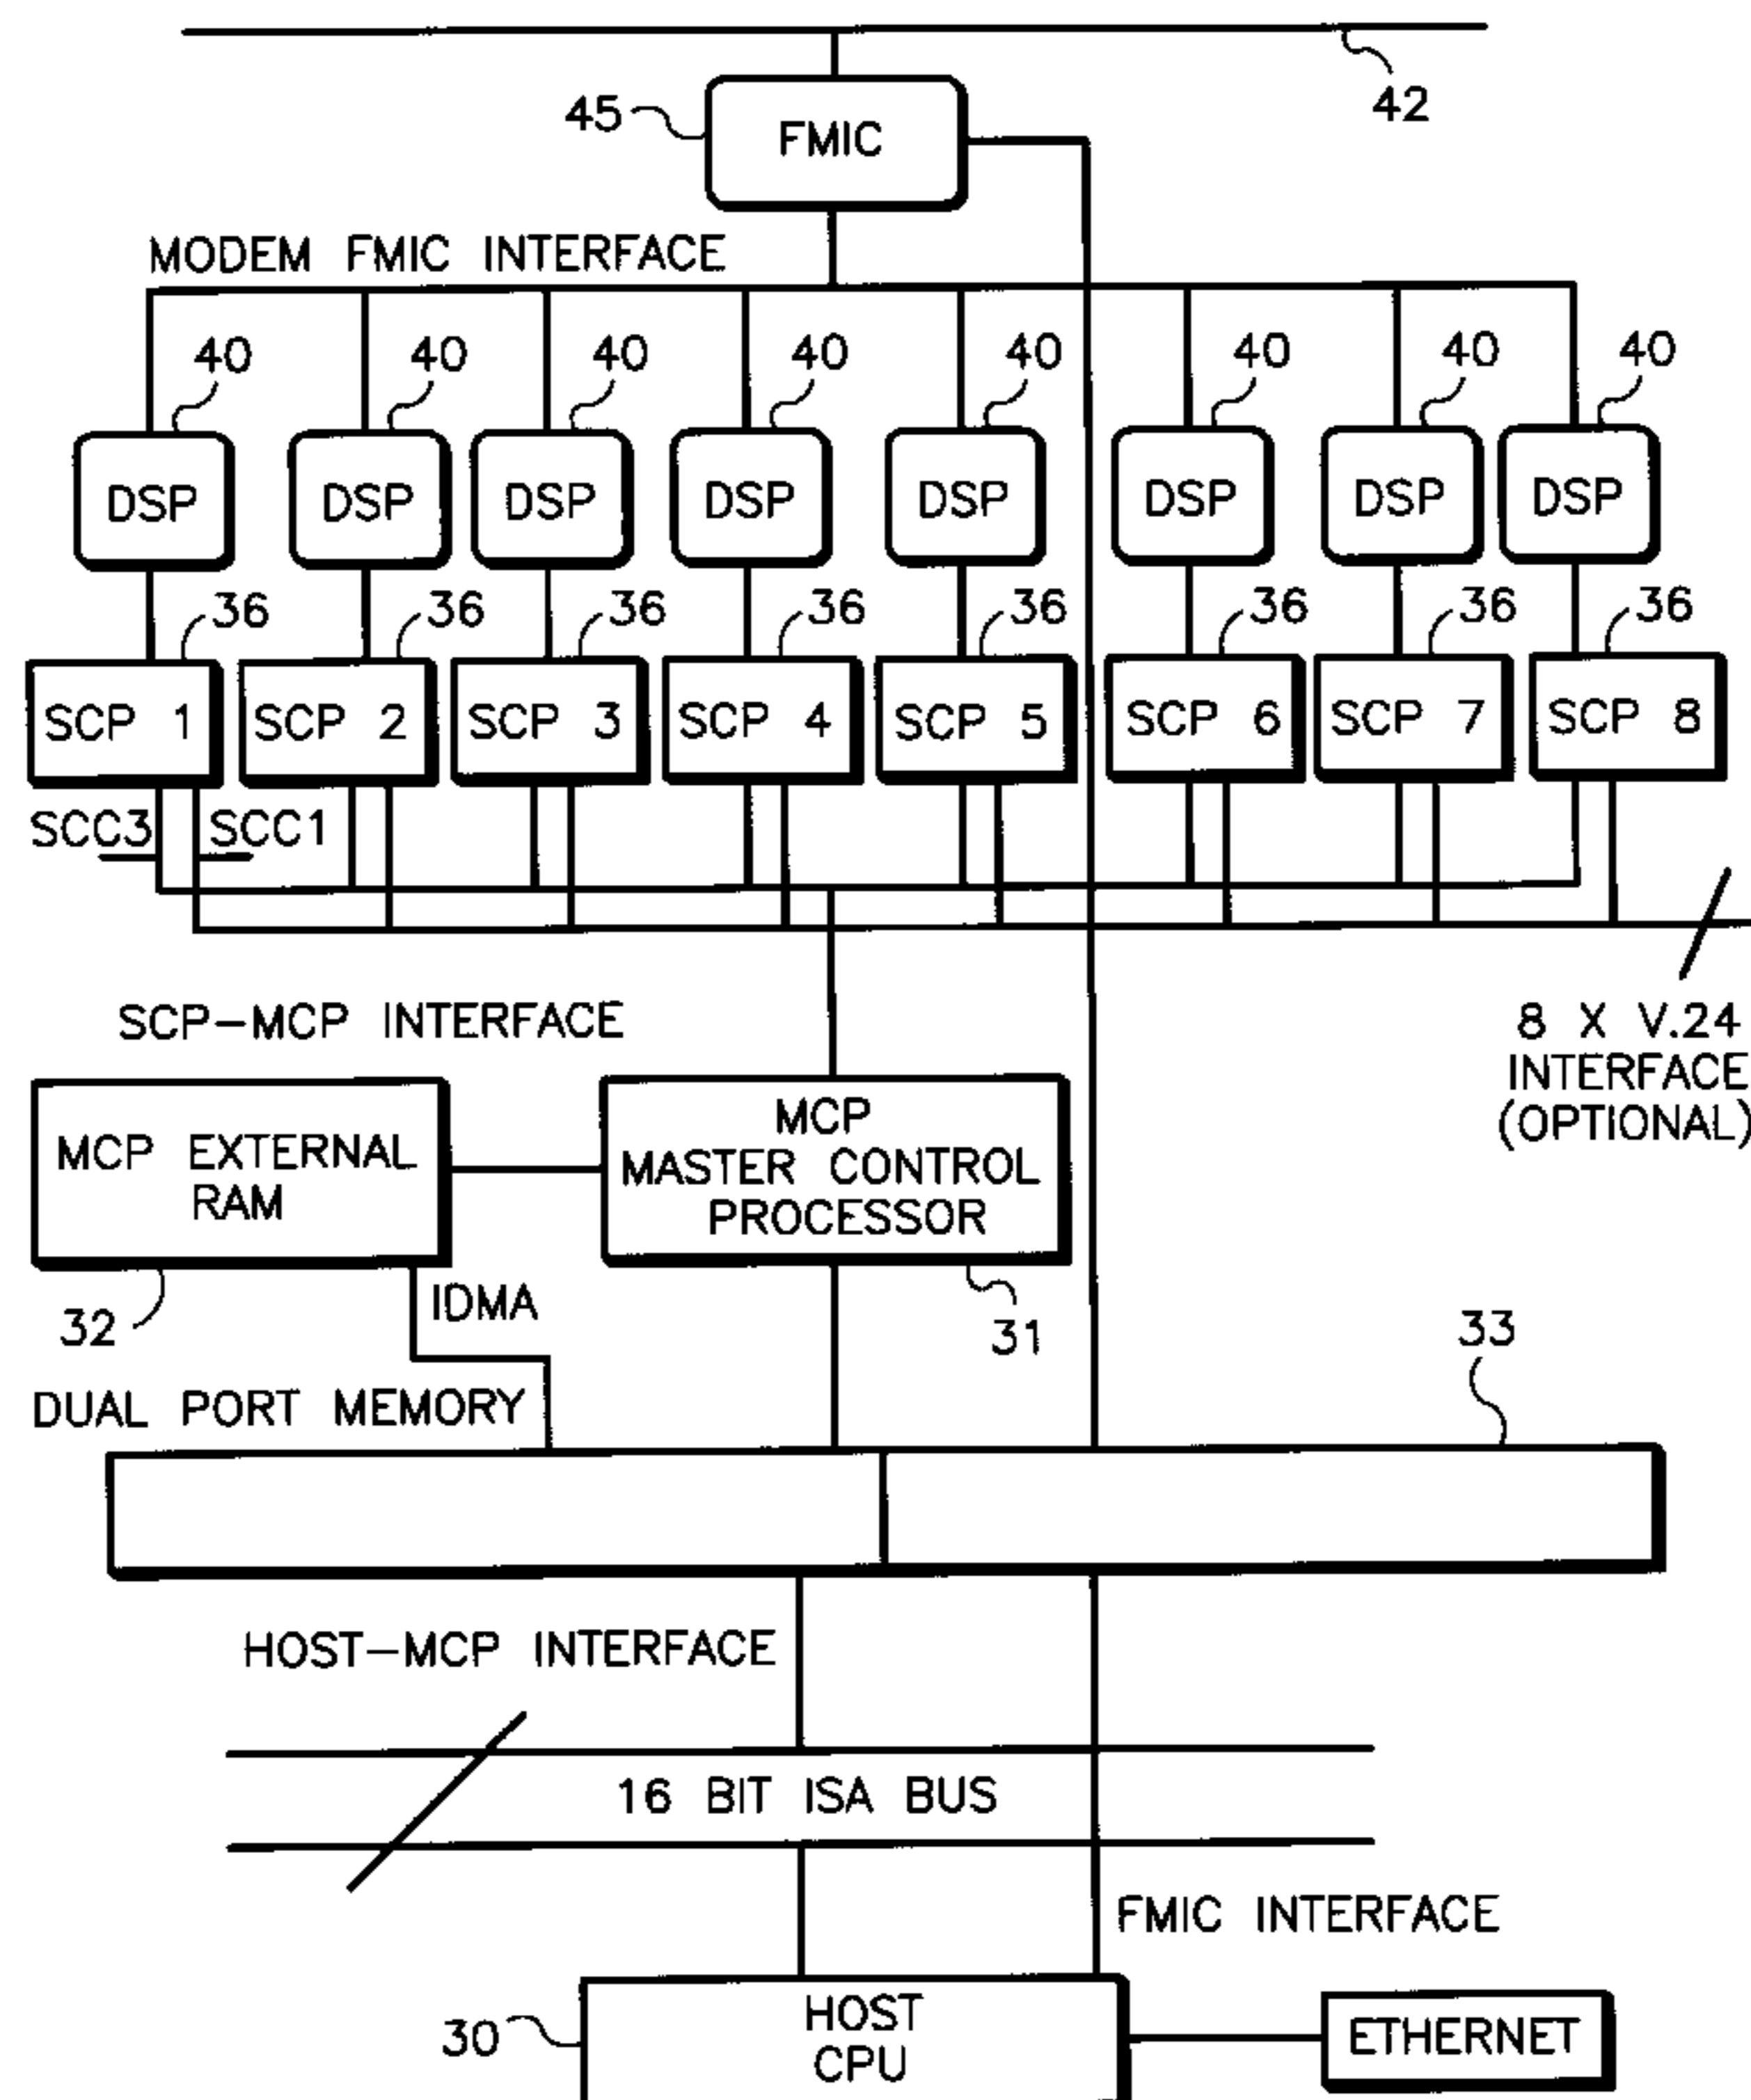 42
45
FMIC
MODEM FMIC INTERFACE
40 40 40 40 40 40 40 40
DSP DSP DSP DSP DSP DSP DSP DSP
36 36 36 36 36 36 36 36
SCP 1 SCP 2 SCP 3 SCP 4 SCP 5 SCP 6 SCP 7 SCP 8
SCC3 SCC1
SCP-MCP INTERFACE
8 X V.24
INTERFACE
(OPTIONAL)
MCP EXTERNAL
RAM
MCP
MASTER CONTROL
PROCESSOR
32
IDMA
31
33
DUAL PORT MEMORY
HOST-MCP INTERFACE
16 BIT ISA BUS
FMIC INTERFACE
30
HOST
CPU
ETHERNET